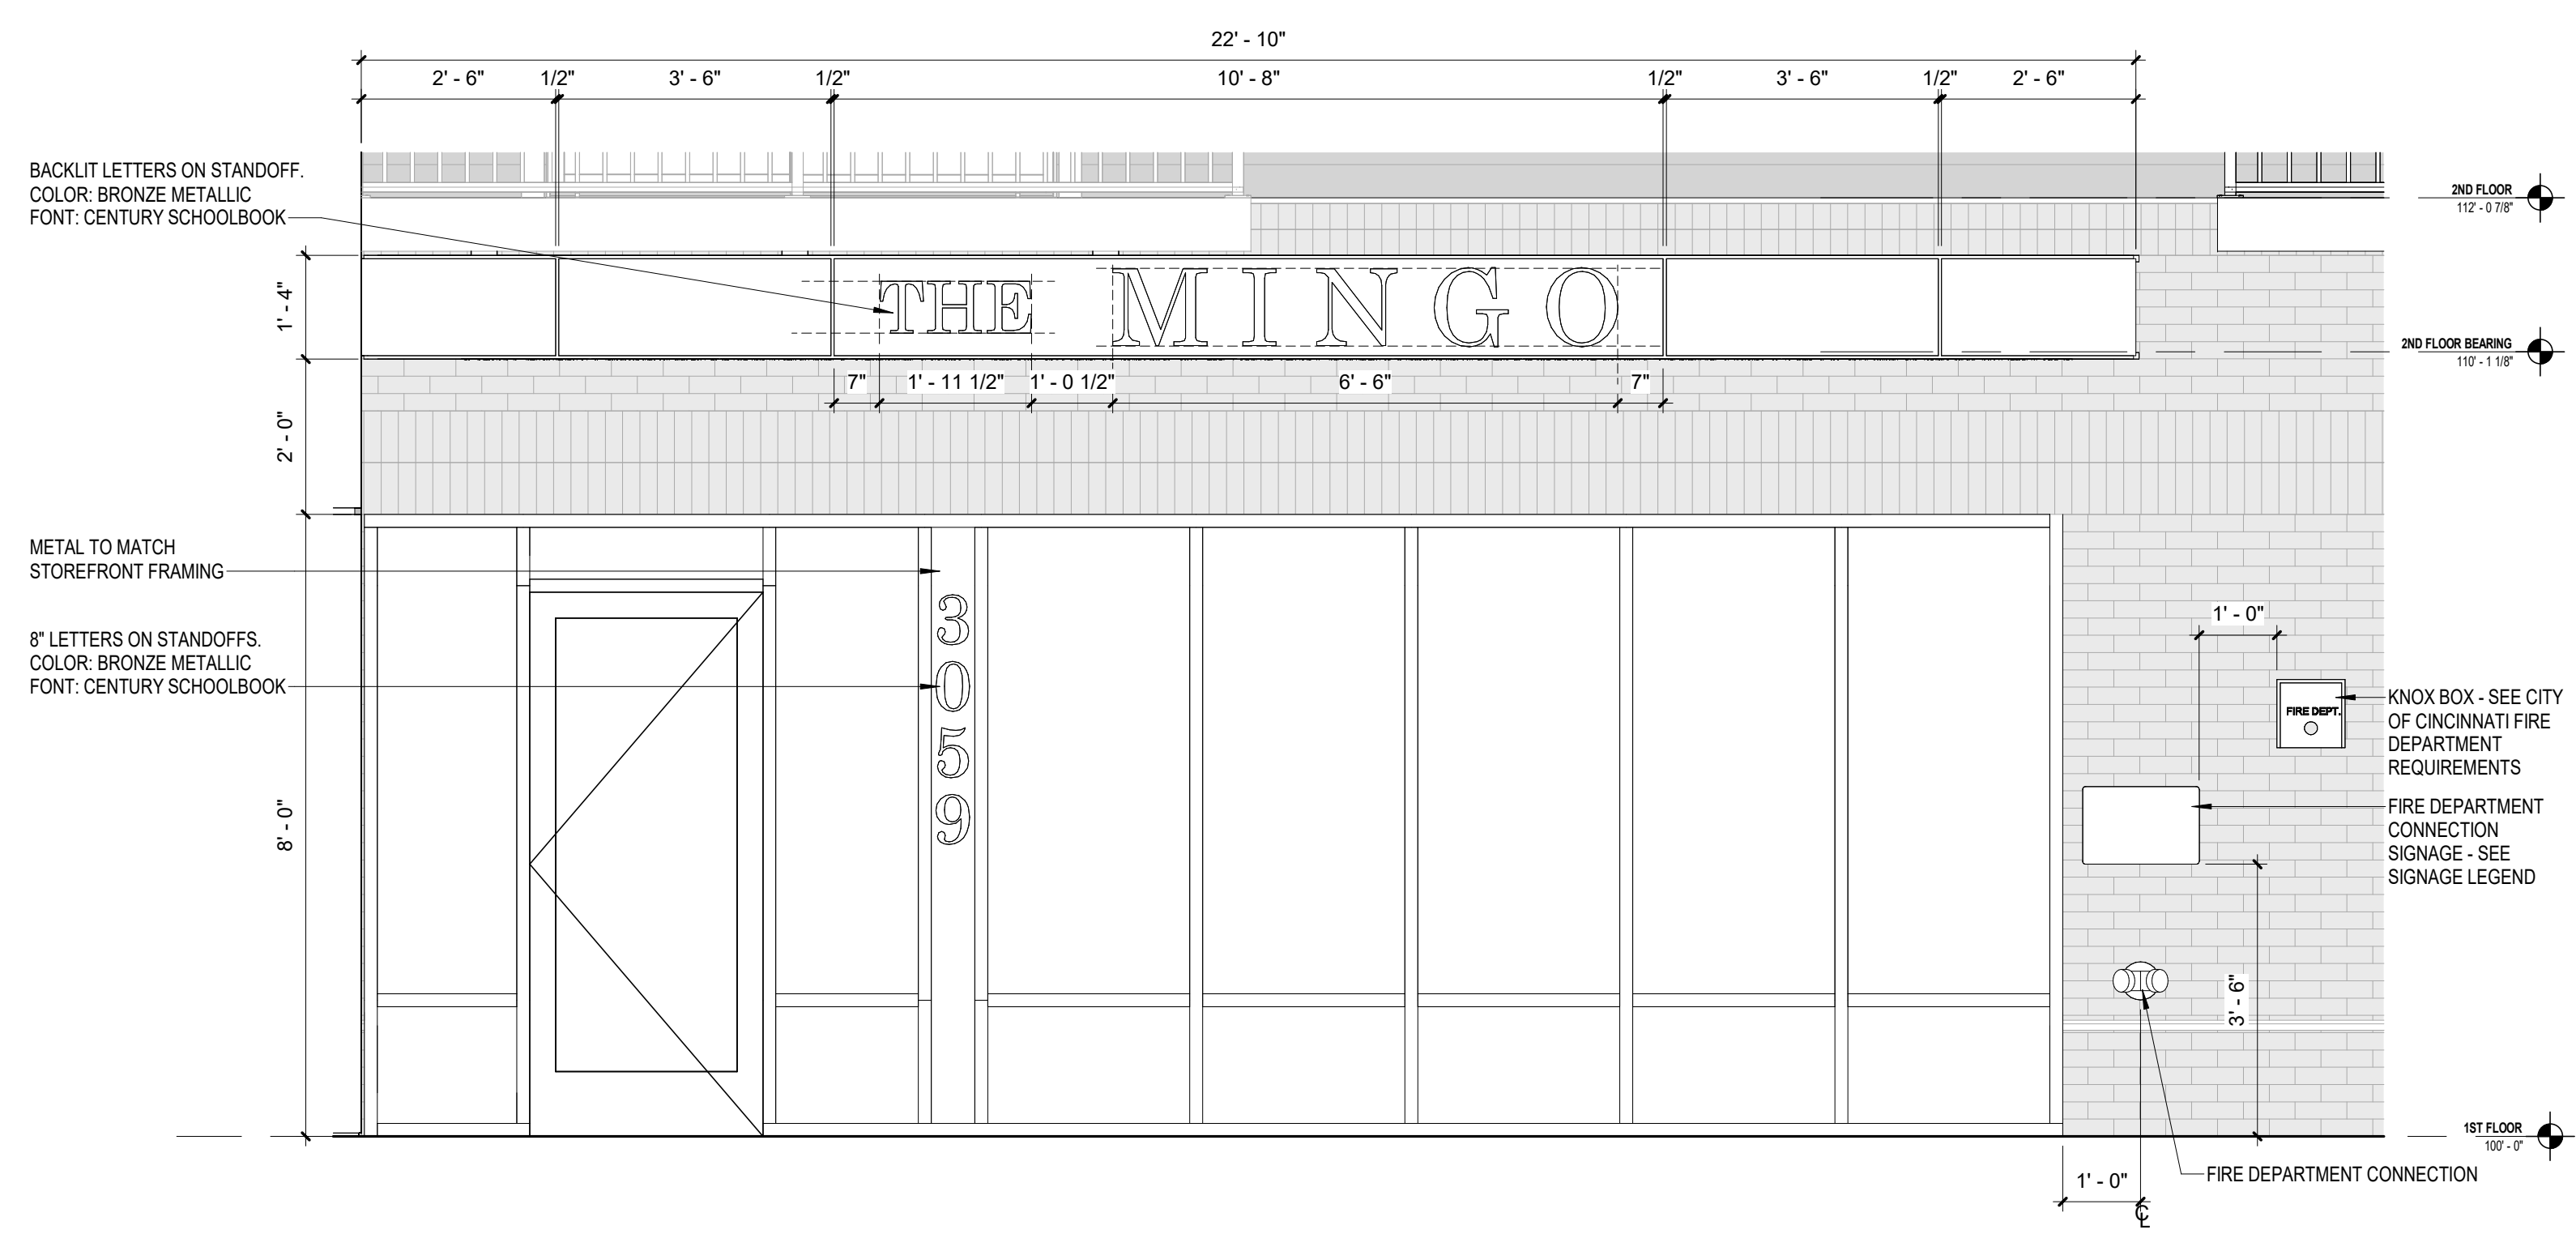 22' - 10"
2' - 6" 1/2" 3' - 6" 1/2" 10' - 8" 1/2" 3' - 6" 1/2" 2' - 6"
BACKLIT LETTERS ON STANDOFF.
COLOR: BRONZE METALLIC
FONT: CENTURY SCHOOLBOOK
2ND FLOOR
112' - 0 7/8"
1' - 4"
THE MINGO
2ND FLOOR BEARING
110' - 1 1/8"
7" 1' - 11 1/2" 1' - 0 1/2" 6' - 6" 7"
2' - 0"
METAL TO MATCH
STOREFRONT FRAMING
8" LETTERS ON STANDOFFS.
COLOR: BRONZE METALLIC
FONT: CENTURY SCHOOLBOOK
3
0
5
9
1' - 0"
FIRE DEPT.
KNOX BOX - SEE CITY
OF CINCINNATI FIRE
DEPARTMENT
REQUIREMENTS
FIRE DEPARTMENT
CONNECTION
SIGNAGE - SEE
SIGNAGE LEGEND
8' - 0"
3' - 6"
1ST FLOOR
100' - 0"
FIRE DEPARTMENT CONNECTION
1' - 0"
CL